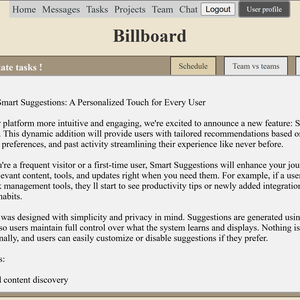 Home Messages Tasks Projects Team Chat Logout User profile
Billboard
tate tasks ! Schedule Team vs teams
Smart Suggestions: A Personalized Touch for Every User
platform more intuitive and engaging, we're excited to announce a new feature: S
. This dynamic addition will provide users with tailored recommendations based o
preferences, and past activity streamlining their experience like never before.
're a frequent visitor or a first-time user, Smart Suggestions will enhance your jou
evant content, tools, and updates right when you need them. For example, if a user
k management tools, they ll start to see productivity tips or newly added integration
habits.
was designed with simplicity and privacy in mind. Suggestions are generated usin
so users maintain full control over what the system learns and displays. Nothing is
nally, and users can easily customize or disable suggestions if they prefer.
s:
d content discovery